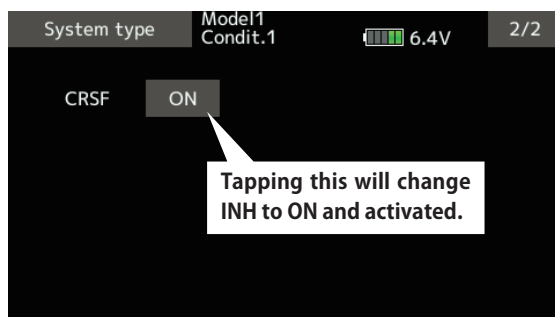 System type
Model1
Condit.1
6.4V
2/2
CRSF
ON
Tapping this will change
INH to ON and activated.